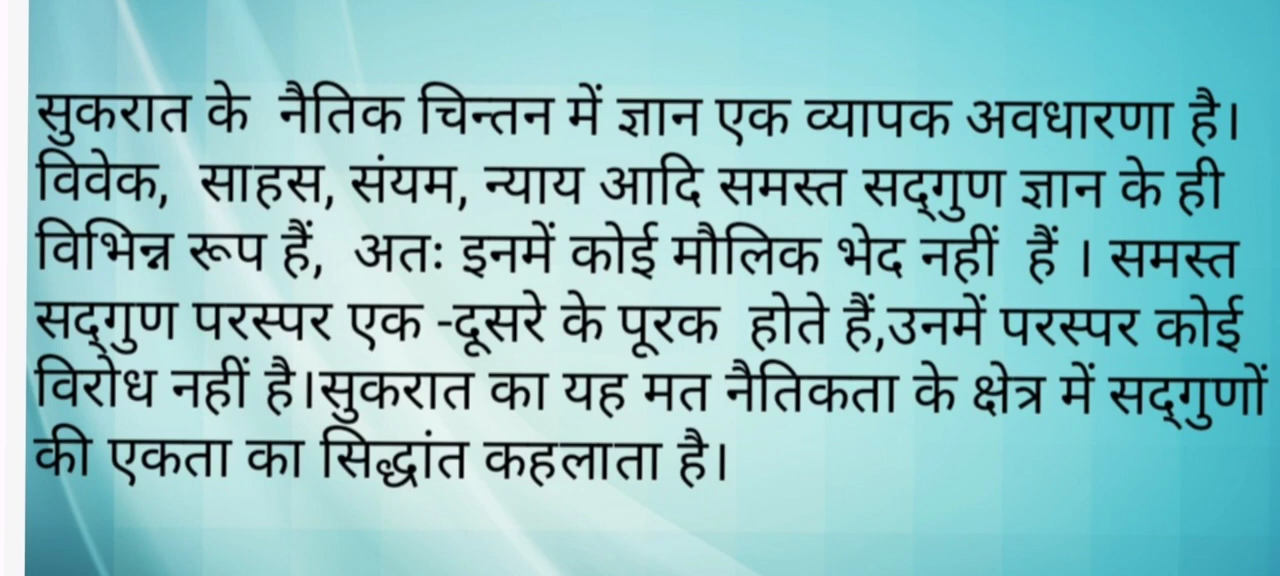 सुकरात के नैतिक चिन्तन में ज्ञान एक व्यापक अवधारणा है।
विवेक, साहस, संयम, न्याय आदि समस्त सद्गुण ज्ञान के ही
विभिन्न रूप हैं, अतः इनमें कोई मौलिक भेद नहीं हैं । समस्त
सद्गुण परस्पर एक -दूसरे के पूरक होते हैं,उनमें परस्पर कोई
विरोध नहीं है।सुकरात का यह मत नैतिकता के क्षेत्र में सद्गुणों
की एकता का सिद्धांत कहलाता है।